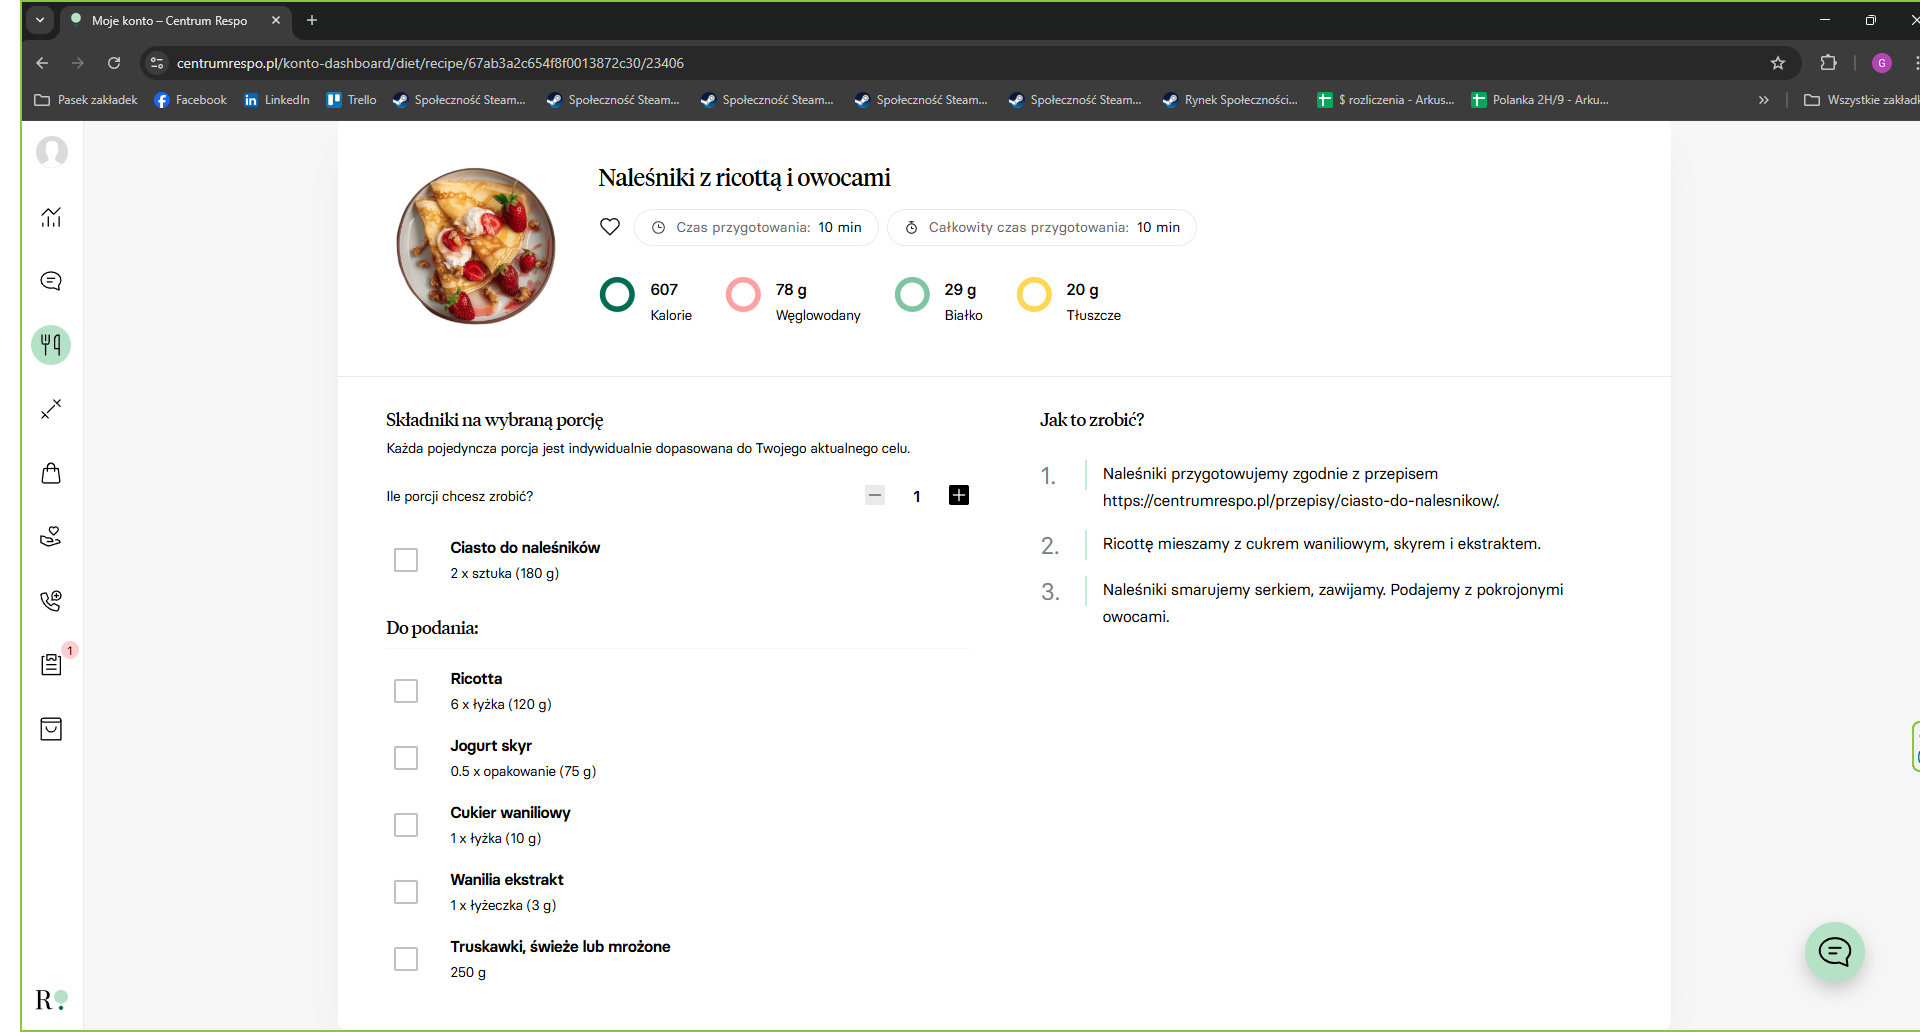 Moje konto – Centrum Respo
centrumrespo.pl/konto-dashboard/diet/recipe/67ab3a2c654f8f0013872c30/23406
G
Pasek zakładek
Facebook
LinkedIn
Trello
Społeczność Steam...
Społeczność Steam...
Społeczność Steam...
Społeczność Steam...
Społeczność Steam...
Rynek Społeczności...
$ rozliczenia - Arkus...
Polanka 2H/9 - Arku...
Wszystkie zakładk
Naleśniki z ricottą i owocami
Czas przygotowania: 10 min
Całkowity czas przygotowania: 10 min
607
Kalorie
78 g
Węglowodany
29 g
Białko
20 g
Tłuszcze
Składniki na wybraną porcję
Każda pojedyncza porcja jest indywidualnie dopasowana do Twojego aktualnego celu.
Ile porcji chcesz zrobić?
1
Ciasto do naleśników
2 x sztuka (180 g)
Do podania:
Ricotta
6 x łyżka (120 g)
Jogurt skyr
0.5 x opakowanie (75 g)
Cukier waniliowy
1 x łyżka (10 g)
Wanilia ekstrakt
1 x łyżeczka (3 g)
Truskawki, świeże lub mrożone
250 g
Jak to zrobić?
1.
Naleśniki przygotowujemy zgodnie z przepisem
https://centrumrespo.pl/przepisy/ciasto-do-nalesnikow/.
2.
Ricottę mieszamy z cukrem waniliowym, skyrem i ekstraktem.
3.
Naleśniki smarujemy serkiem, zawijamy. Podajemy z pokrojonymi
owocami.
1
R